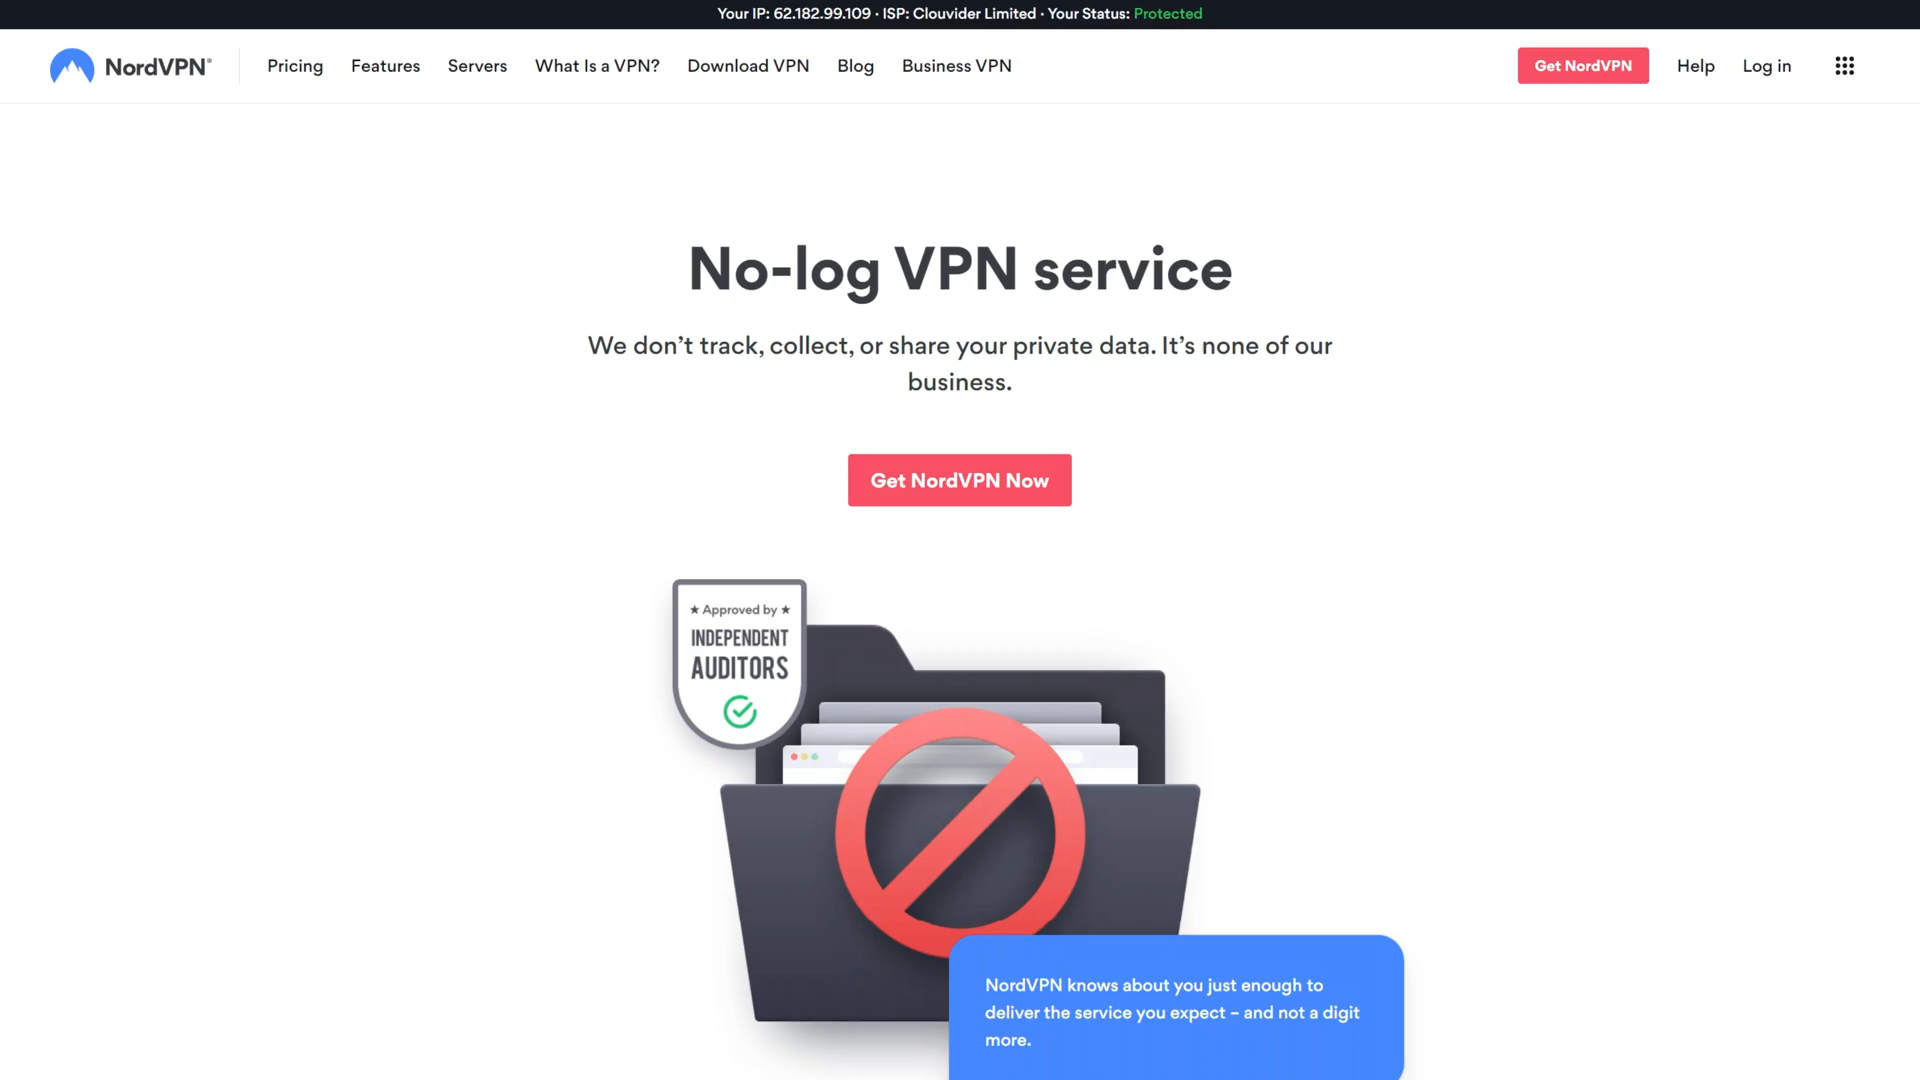 Your IP: 62.182.99.109 · ISP: Clouvider Limited · Your Status: Protected
NordVPN® Pricing Features Servers What Is a VPN? Download VPN Blog Business VPN Get NordVPN Help Log in
No-log VPN service
We don’t track, collect, or share your private data. It’s none of our
business.
Get NordVPN Now
★ Approved by ★
INDEPENDENT
AUDITORS
NordVPN knows about you just enough to
deliver the service you expect – and not a digit
more.